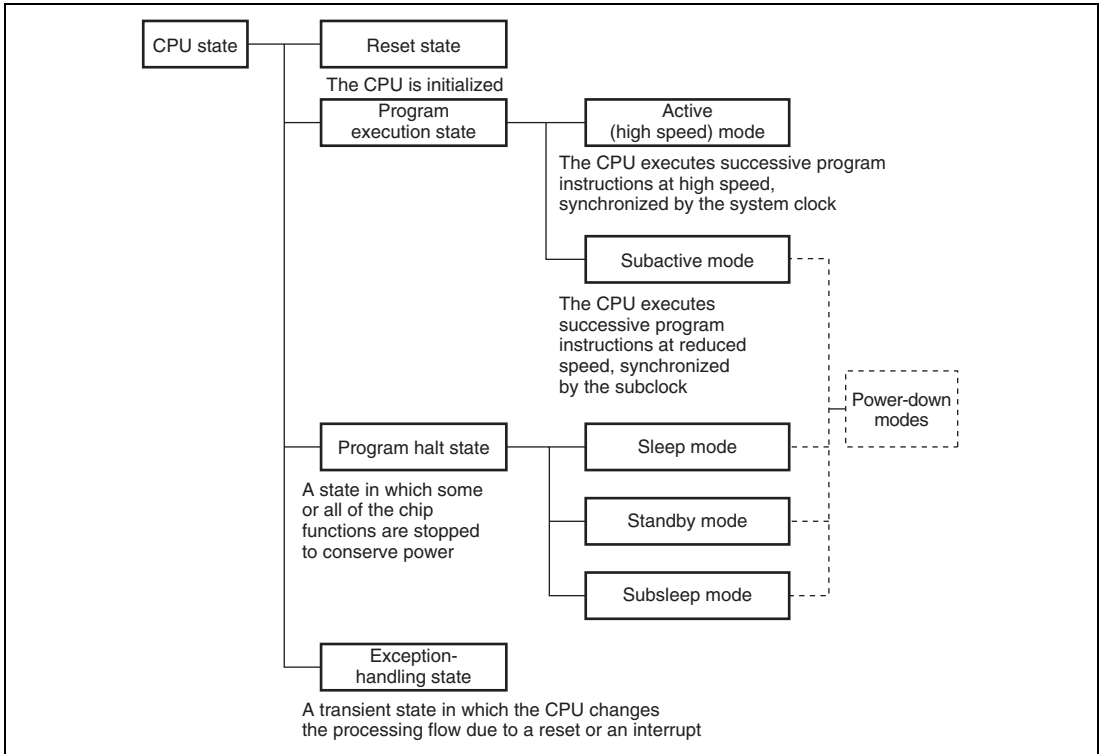 CPU state
Reset state
The CPU is initialized
Program
execution state
Active
(high speed) mode
The CPU executes successive program
instructions at high speed,
synchronized by the system clock
Subactive mode
The CPU executes
successive program
instructions at reduced
speed, synchronized
by the subclock
Power-down
modes
Program halt state
A state in which some
or all of the chip
functions are stopped
to conserve power
Sleep mode
Standby mode
Subsleep mode
Exception-
handling state
A transient state in which the CPU changes
the processing flow due to a reset or an interrupt